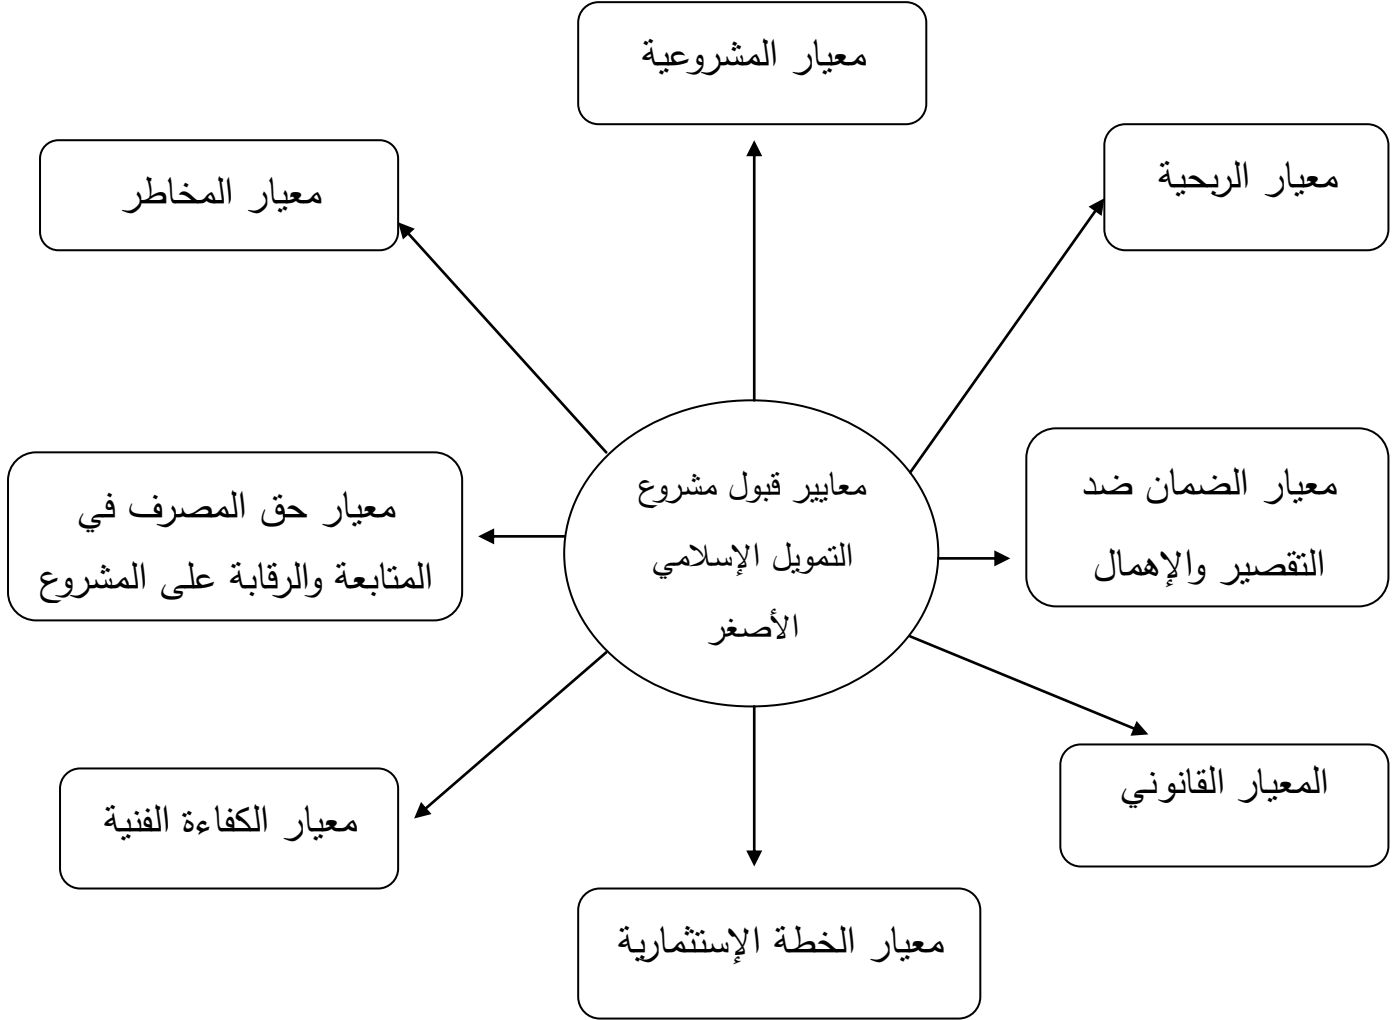 معيار المشروعية
معيار الربحية
معيار المخاطر
معايير قبول مشروع
التمويل الإسلامي
الأصغر
معيار الضمان ضد
التقصير والإهمال
معيار حق المصرف في
المتابعة والرقابة على المشروع
المعيار القانوني
معيار الكفاءة الفنية
معيار الخطة الإستثمارية